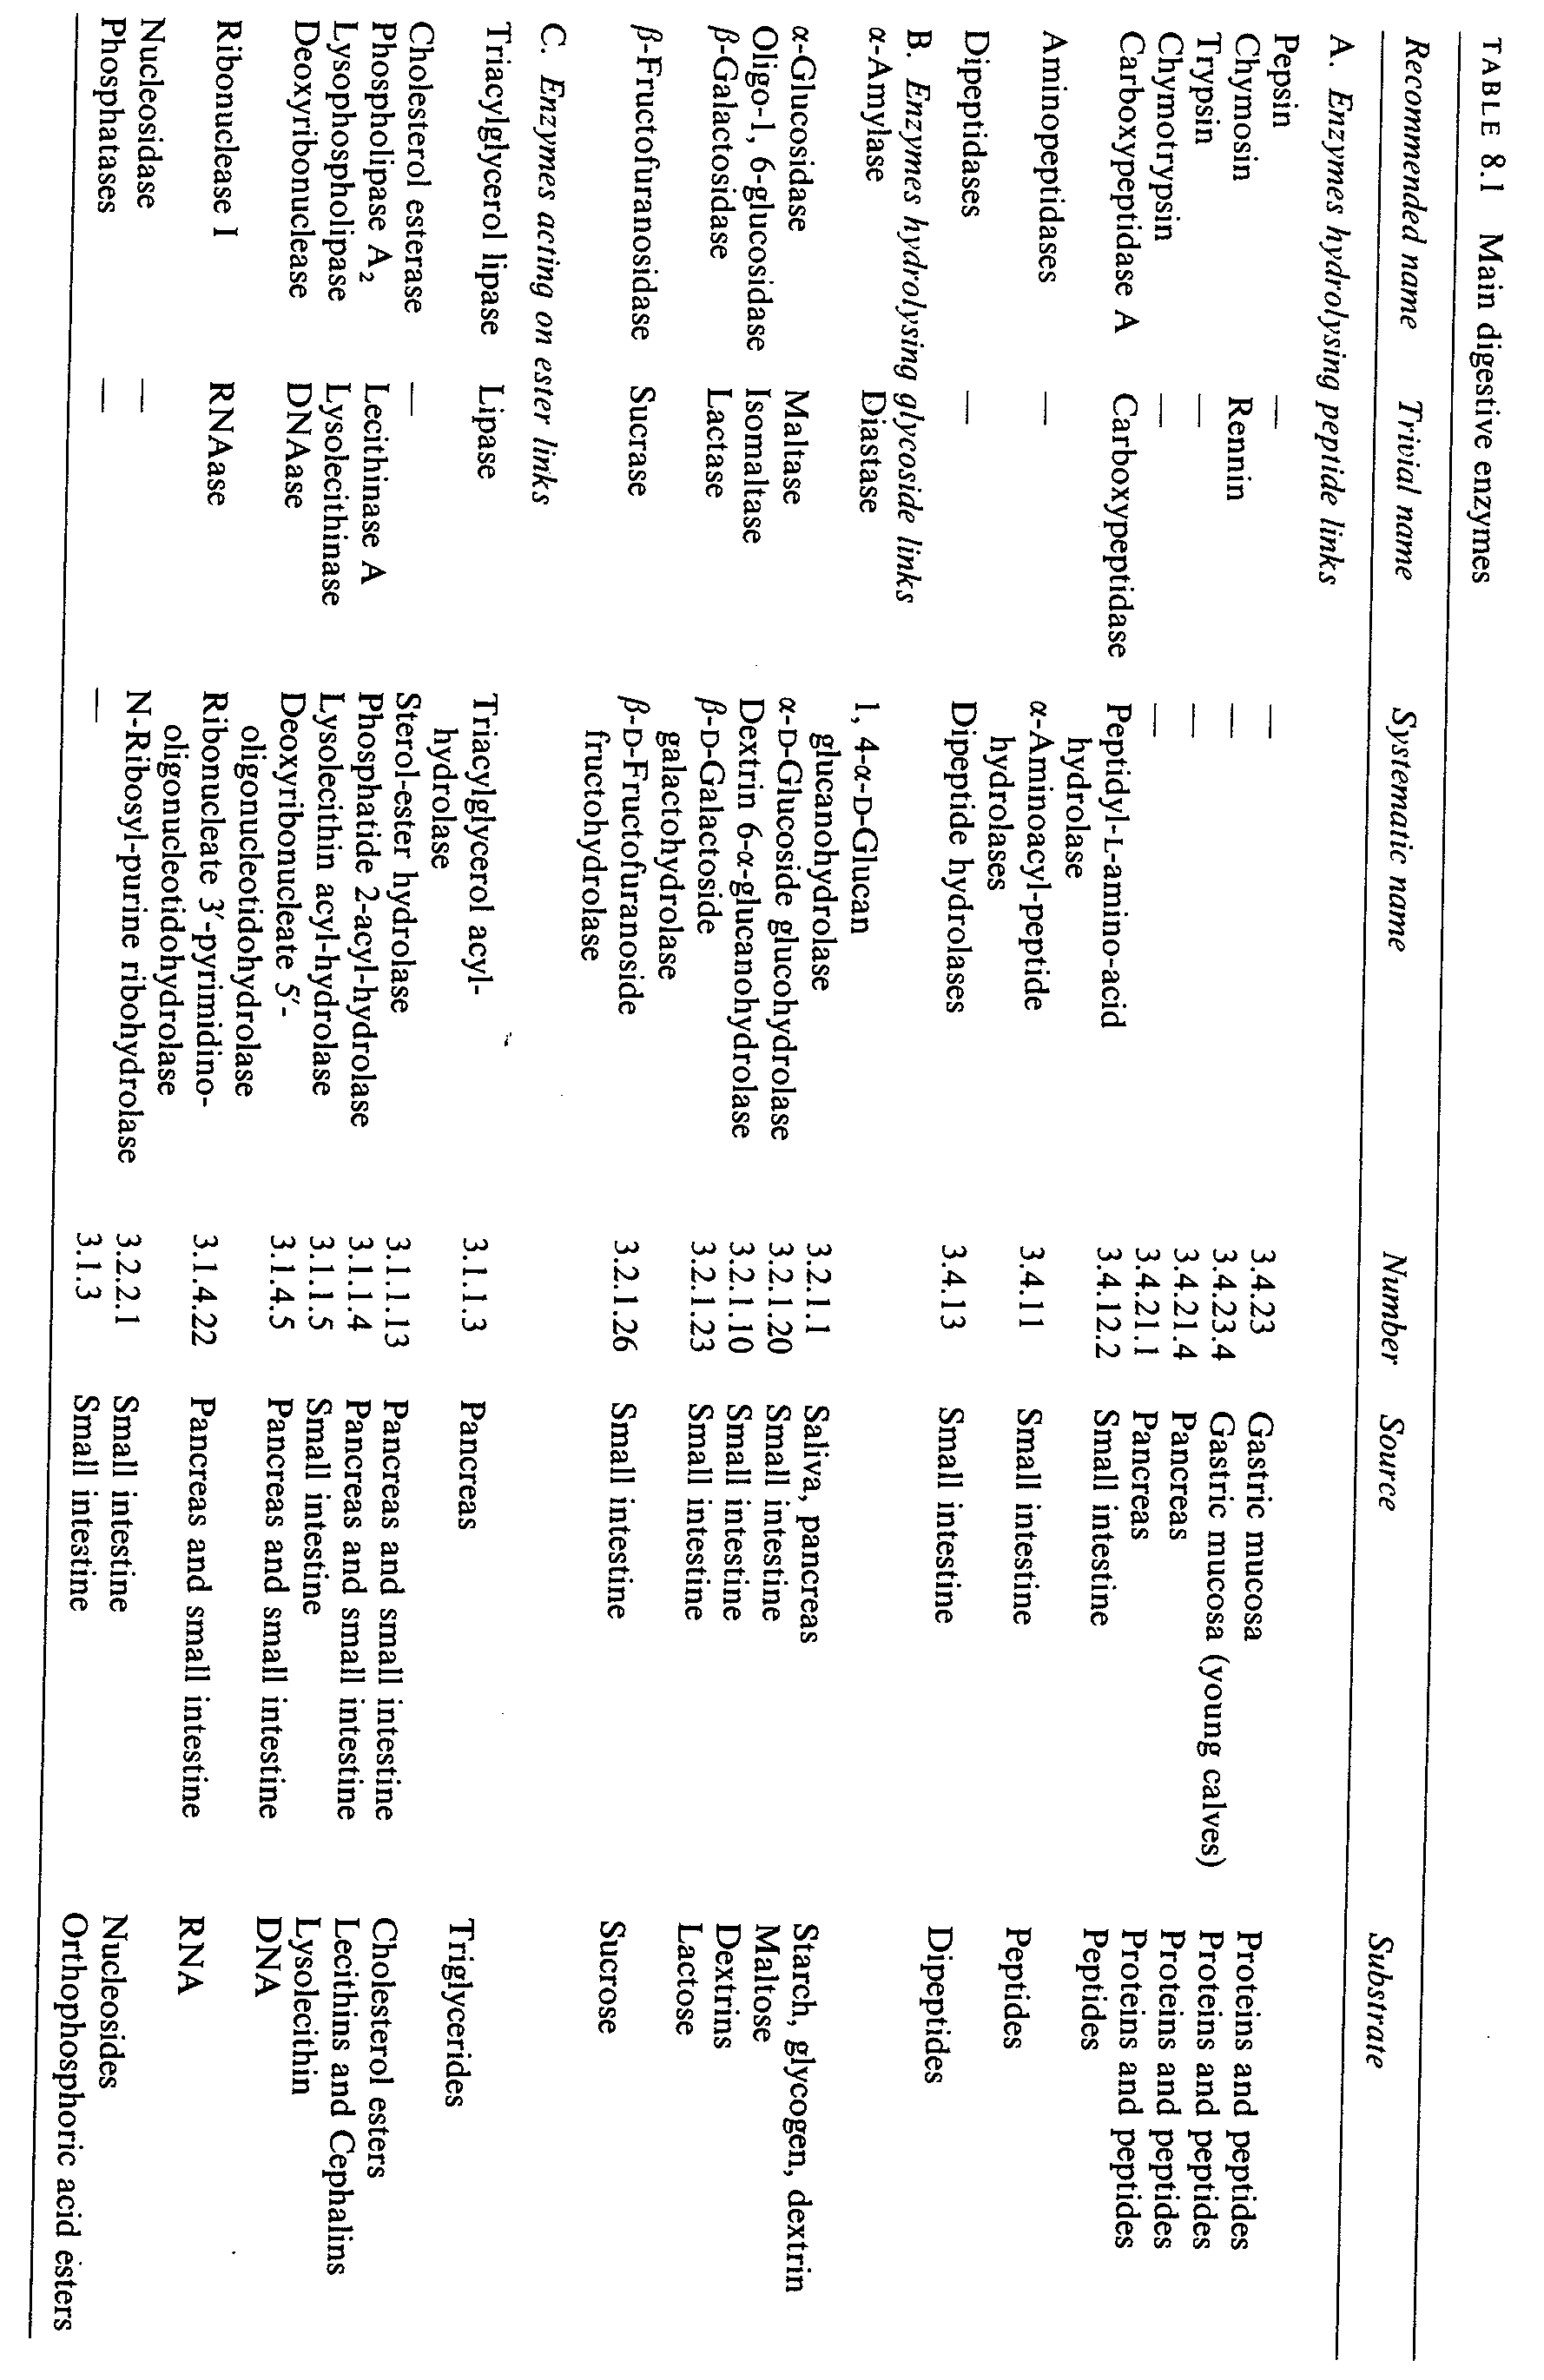 TABLE 8.1 Main digestive enzymes
Recommended name Trivial name Systematic name Number Source Substrate
A. Enzymes hydrolysing peptide links
Pepsin — — 3.4.23 Gastric mucosa Proteins and peptides
Chymosin Rennin — 3.4.23.4 Gastric mucosa (young calves) Proteins and peptides
Trypsin — — 3.4.21.4 Pancreas Proteins and peptides
Chymotrypsin — — 3.4.21.1 Pancreas Proteins and peptides
Carboxypeptidase A Carboxypeptidase Peptidyl-L-amino-acid 3.4.12.2 Small intestine Peptides
hydrolase
Aminopeptidases — α-Aminoacyl-peptide 3.4.11 Small intestine Peptides
hydrolases
Dipeptidases — Dipeptide hydrolases 3.4.13 Small intestine Dipeptides
B. Enzymes hydrolysing glycoside links
α-Amylase Diastase 1, 4-α-D-Glucan 3.2.1.1 Saliva, pancreas Starch, glycogen, dextrin
glucanohydrolase
α-Glucosidase Maltase α-D-Glucoside glucohydrolase 3.2.1.20 Small intestine Maltose
Oligo-1, 6-glucosidase Isomaltase Dextrin 6-α-glucanohydrolase 3.2.1.10 Small intestine Dextrins
β-Galactosidase Lactase β-D-Galactoside 3.2.1.23 Small intestine Lactose
galactohydrolase
β-Fructofuranosidase Sucrase β-D-Fructofuranoside 3.2.1.26 Small intestine Sucrose
fructohydrolase
C. Enzymes acting on ester links
Triacylglycerol lipase Lipase Triacylglycerol acyl- 3.1.1.3 Pancreas Triglycerides
hydrolase
Cholesterol esterase — Sterol-ester hydrolase 3.1.1.13 Pancreas and small intestine Cholesterol esters
Phospholipase A₂ Lecithinase A Phosphatide 2-acyl-hydrolase 3.1.1.4 Pancreas and small intestine Lecithins and Cephalins
Lysophospholipase Lysolecithinase Lysolecithin acyl-hydrolase 3.1.1.5 Small intestine Lysolecithin
Deoxyribonuclease DNAase Deoxyribonucleate 5′- 3.1.4.5 Pancreas and small intestine DNA
oligonucleotidohydrolase
Ribonuclease I RNAase Ribonucleate 3′-pyrimidino- 3.1.4.22 Pancreas and small intestine RNA
oligonucleotidohydrolase
Nucleosidase — N-Ribosyl-purine ribohydrolase 3.2.2.1 Small intestine Nucleosides
Phosphatases — — 3.1.3 Small intestine Orthophosphoric acid esters